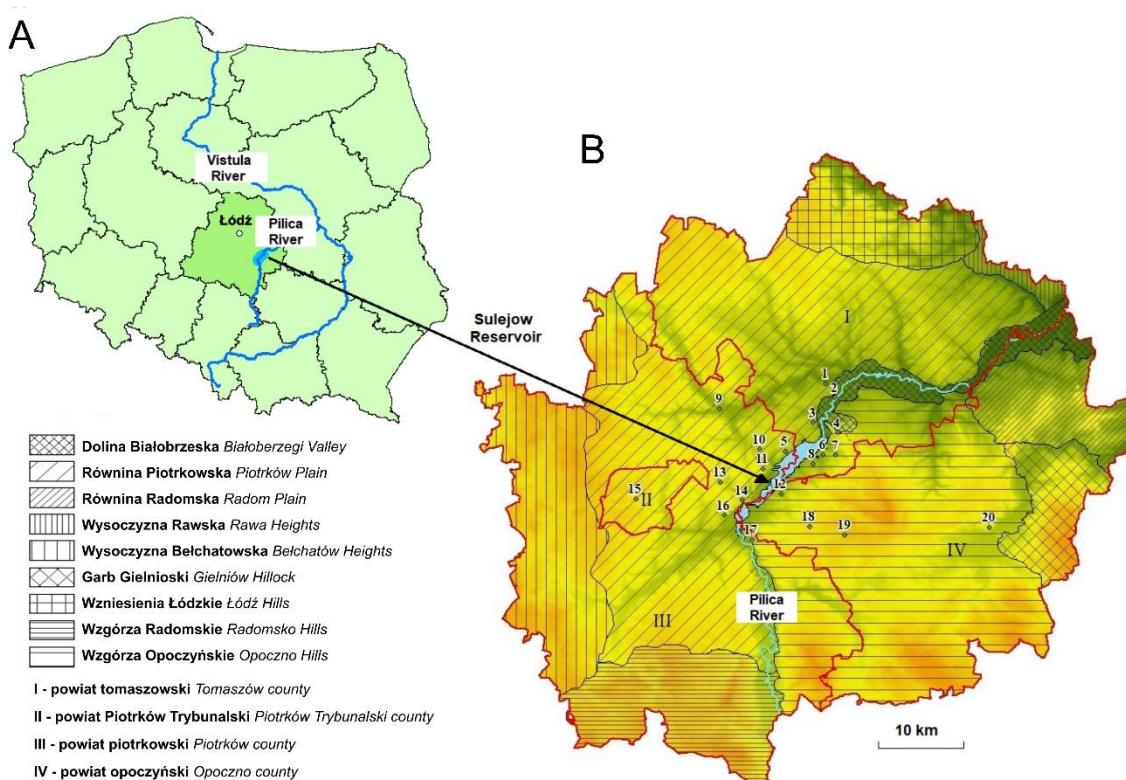 A
Vistula
River
Łódź
Pilica
River
Sulejow
Reservoir
B
I
1
2
3
4
9
10
5
6
7
8
11
12
13
14
15
II
16
17
18
19
20
IV
III
Pilica
River
10 km
Dolina Białobrzeska Białoberzegi Valley
Równina Piotrkowska Piotrków Plain
Równina Radomska Radom Plain
Wysoczyzna Rawska Rawa Heights
Wysoczyzna Bełchatowska Bełchatów Heights
Garb Gielnioski Gielniów Hillock
Wzniesienia Łódzkie Łódź Hills
Wzgórza Radomskie Radomsko Hills
Wzgórza Opoczyńskie Opoczno Hills
I - powiat tomaszowski Tomaszów county
II - powiat Piotrków Trybunalski Piotrków Trybunalski county
III - powiat piotrkowski Piotrków county
IV - powiat opoczyński Opoczno county